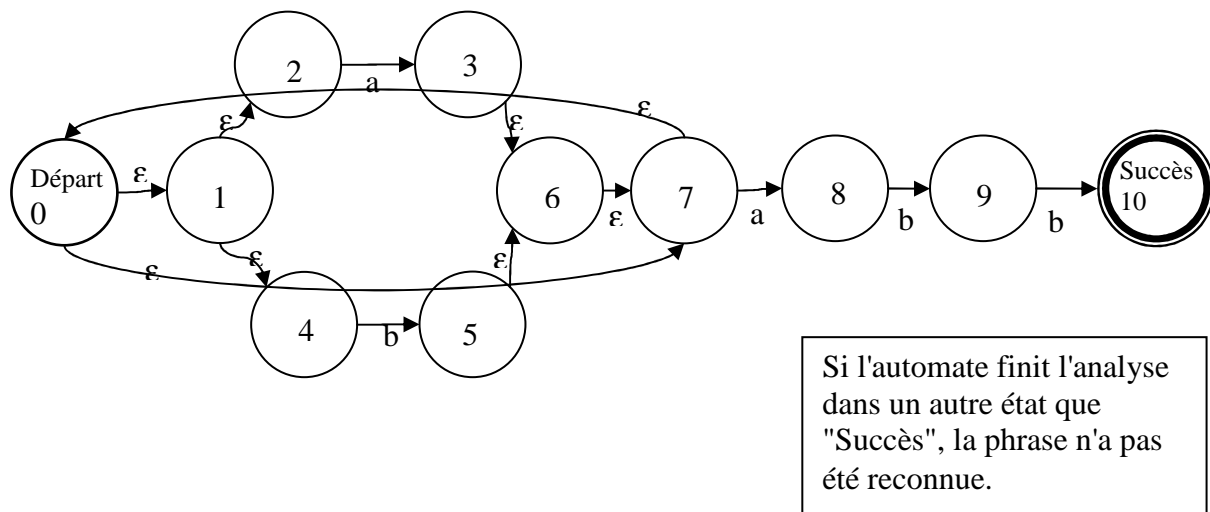 2
3
a
ε
ε
ε
Départ
0
ε
1
6
ε
7
a
8
b
9
b
Succès
10
ε
ε
ε
4
b
5
Si l'automate finit l'analyse
dans un autre état que
"Succès", la phrase n'a pas
été reconnue.